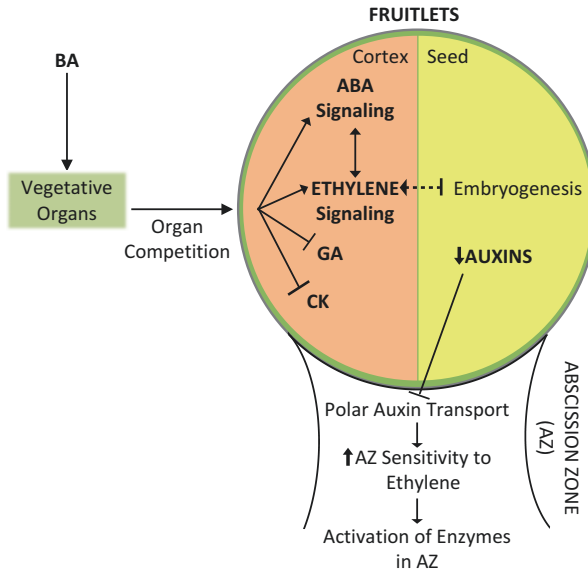 FRUITLETS
BA
Cortex
Seed
ABA
Signaling
Vegetative
Organs
ETHYLENE
Signaling
Embryogenesis
Organ
Competition
GA
CK
AUXINS
Polar Auxin Transport
AZ Sensitivity to
Ethylene
Activation of Enzymes
in AZ
ABSCISSION ZONE
(AZ)